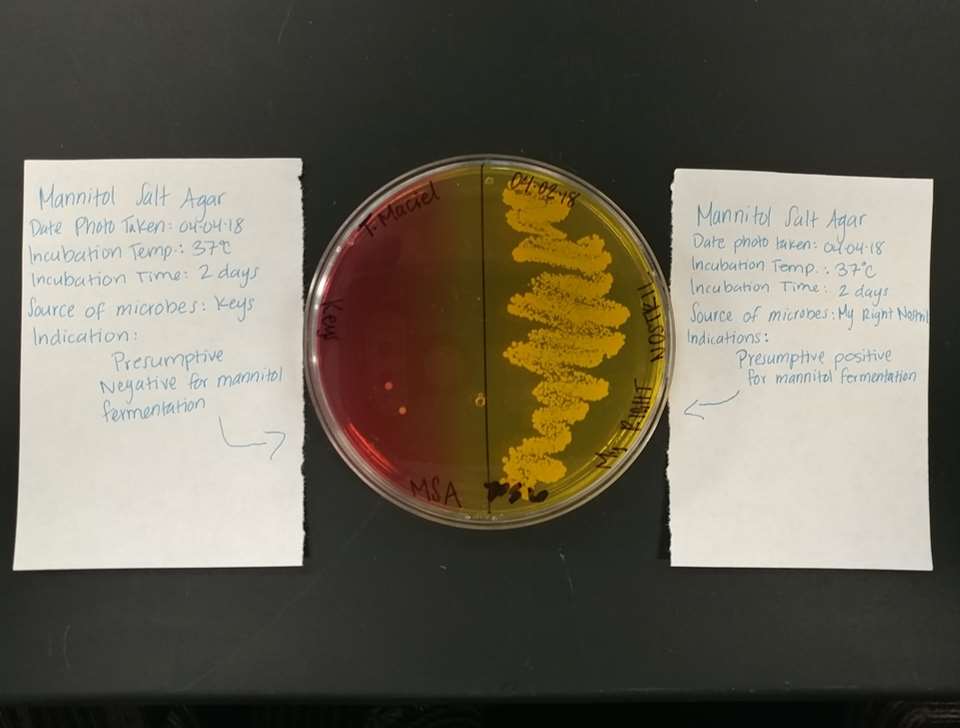 Mannitol Salt Agar
Date Photo Taken: 04-04-18
Incubation Temp.: 37°C
Incubation Time: 2 days
Source of microbes: Keys
Indication:
Presumptive
Negative for mannitol
fermentation
T. Maciel
Keys
MSA
04-02-18
NOSTRIL
My RIGHT
Mannitol Salt Agar
Date photo taken: 04-04-18
Incubation Temp.: 37°C
Incubation Time: 2 days
Source of microbes: My Right Nostril
Indications:
Presumptive positive
for mannitol fermentation